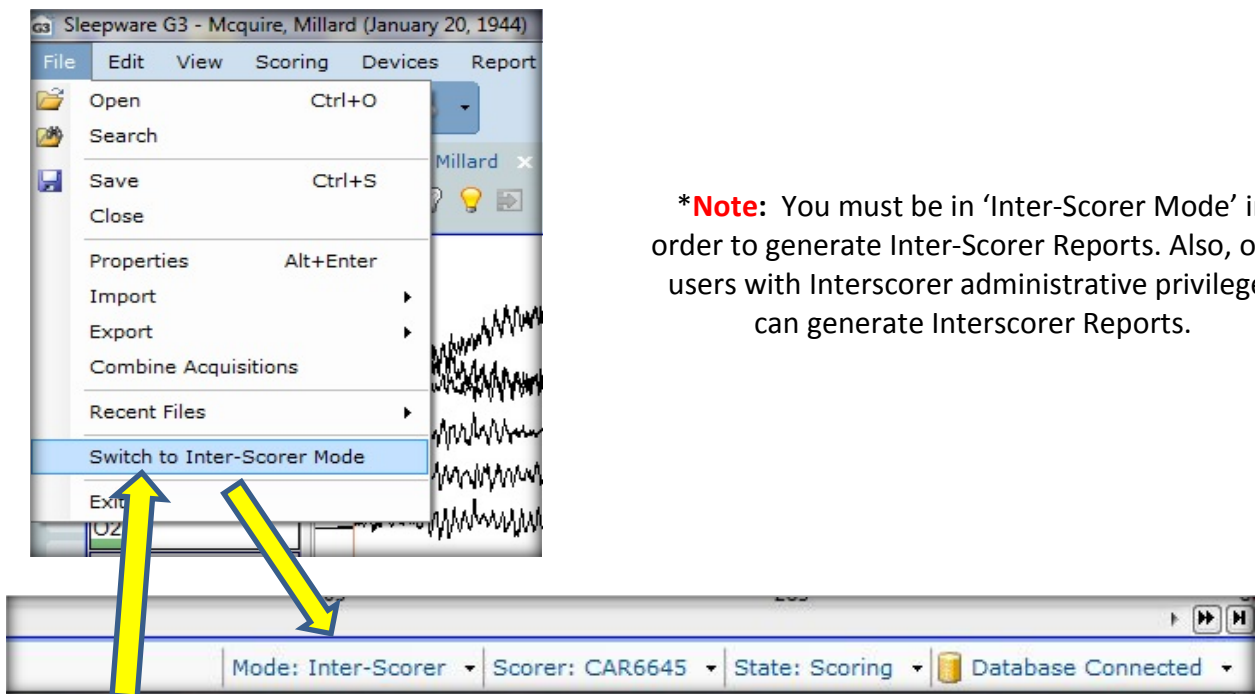 G3 Sleepware G3 - Mcquire, Millard (January 20, 1944)
File Edit View Scoring Devices Report
Open Ctrl+O
Search
Millard
Save Ctrl+S
Close
Properties Alt+Enter
Import
Export
Combine Acquisitions
Recent Files
Switch to Inter-Scorer Mode
Exit
O2
*Note: You must be in ‘Inter-Scorer Mode’
order to generate Inter-Scorer Reports. Also,
users with Interscorer administrative
can generate Interscorer Reports.
Mode: Inter-Scorer Scorer: CAR6645 State: Scoring Database Connected